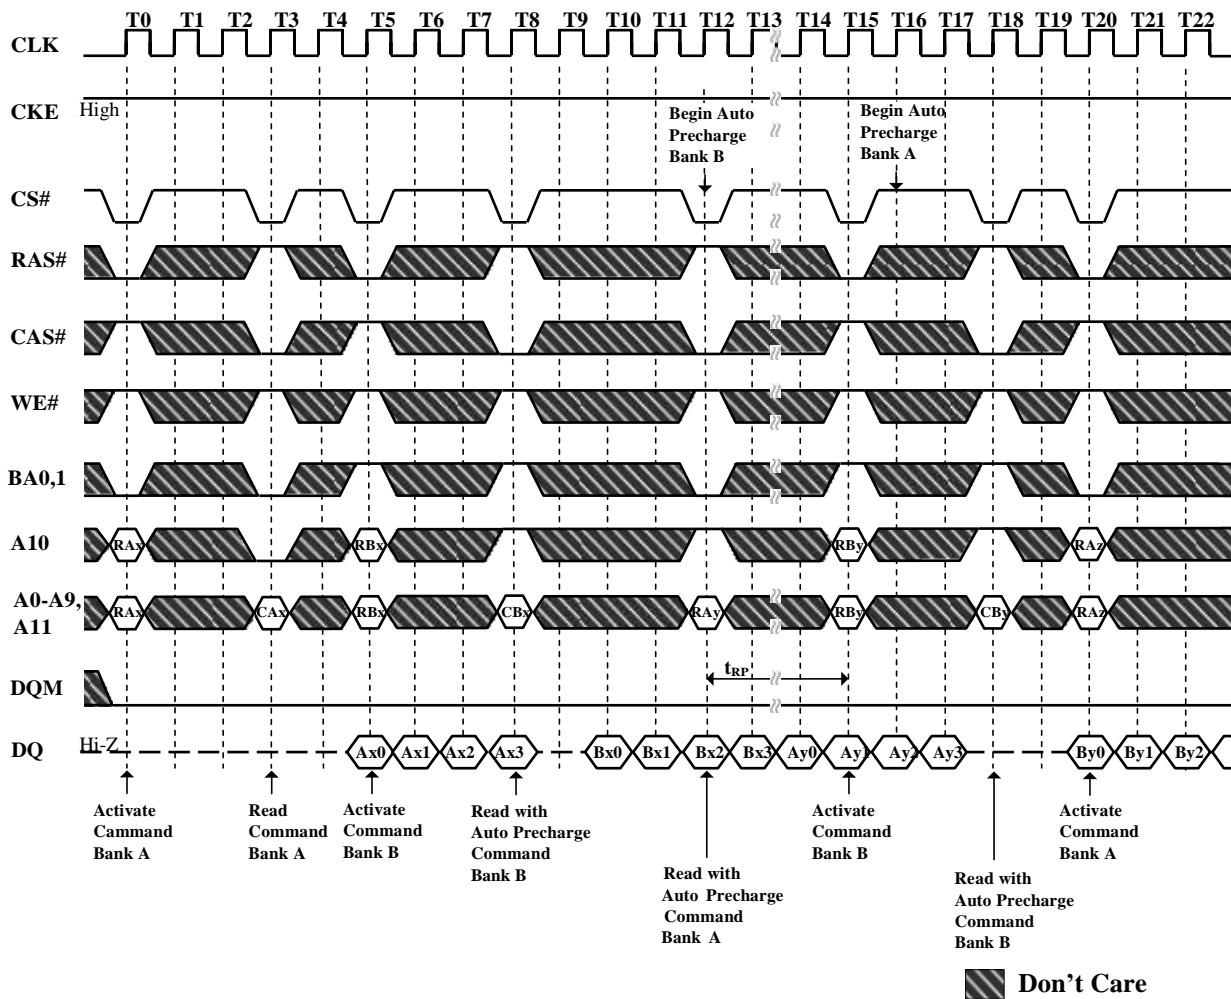 T0 T1 T2 T3 T4 T5 T6 T7 T8 T9 T10 T11 T12 T13 T14 T15 T16 T17 T18 T19 T20 T21 T22
CLK
CKE High
Begin Auto
Precharge
Bank B
Begin Auto
Precharge
Bank A
CS#
RAS#
CAS#
WE#
BA0,1
A10 RAx RBx RBy RAz
A0-A9,
A11
RAx CAx RBx CBx RAy RBy CBy RAz
tRP
DQM
DQ Hi-Z Ax0 Ax1 Ax2 Ax3 Bx0 Bx1 Bx2 Bx3 Ay0 Ay1 Ay2 Ay3 By0 By1 By2
Activate
Cammand
Bank A
Read
Command
Bank A
Activate
Command
Bank B
Read with
Auto Precharge
Command
Bank B
Read with
Auto Precharge
Command
Bank A
Activate
Command
Bank B
Read with
Auto Precharge
Command
Bank B
Activate
Command
Bank A
Don't Care